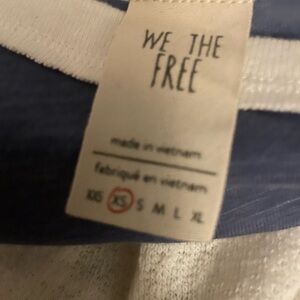 WE THE
FREE
made in vietnam
fabriqué en vietnam
XXS XS S M L XL